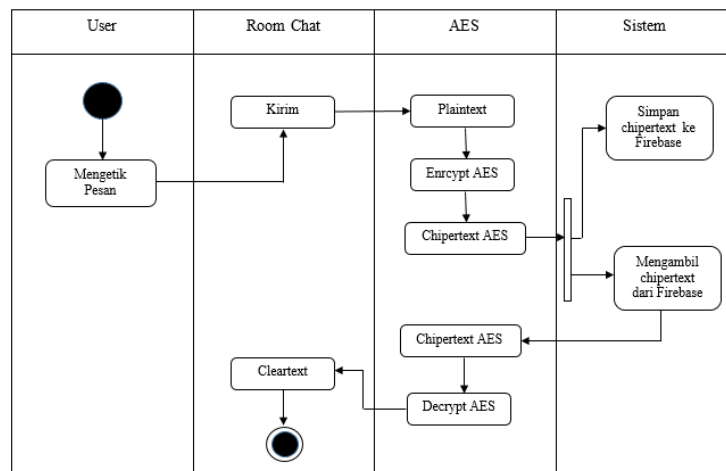 User
Room Chat
AES
Sistem
Mengetik
Pesan
Kirim
Plaintext
Enrcypt AES
Chipertext AES
Simpan
chipertext ke
Firebase
Mengambil
chipertext
dari Firebase
Chipertext AES
Decrypt AES
Cleartext